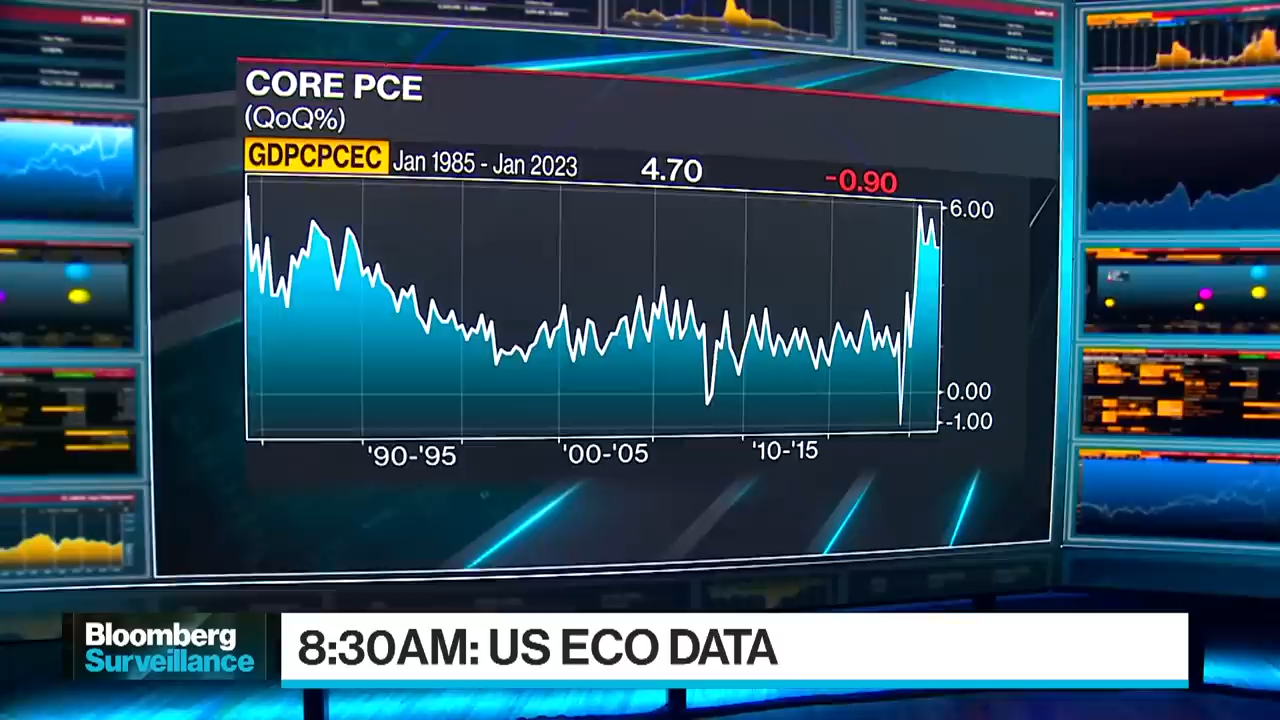 CORE PCE
(QoQ%)
GDPCPCEC Jan 1985 - Jan 2023 4.70 -0.90
6.00
0.00
-1.00
'90-'95 '00-'05 '10-'15
Bloomberg
Surveillance
8:30AM: US ECO DATA